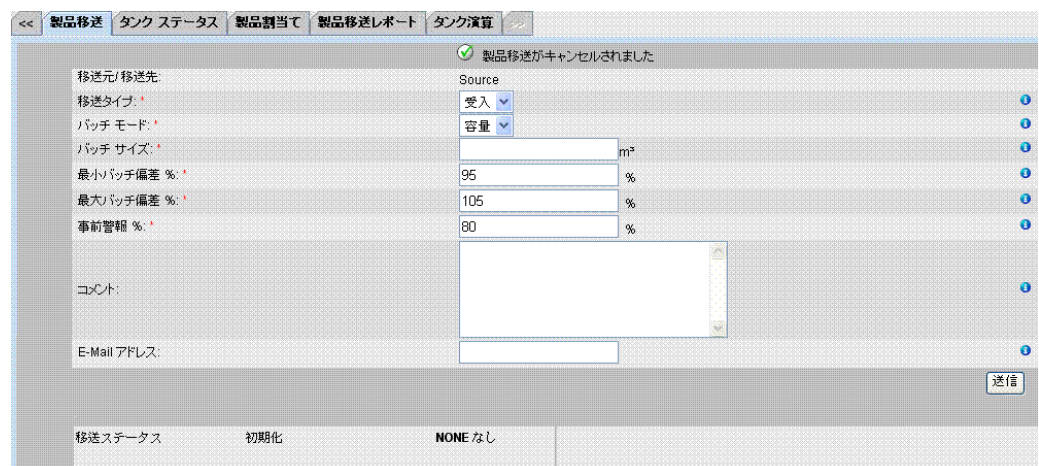 << 製品移送 タンク ステータス 製品割当て 製品移送レポート タンク演算 >>
製品移送がキャンセルされました
移送元/移送先: Source
移送タイプ: * 受入
バッチ モード: * 容量
バッチ サイズ: * m³
最小バッチ偏差 %: * 95 %
最大バッチ偏差 %: * 105 %
事前警報 %: * 80 %
コメント:
E-Mail アドレス:
送信
移送ステータス 初期化 NONE なし